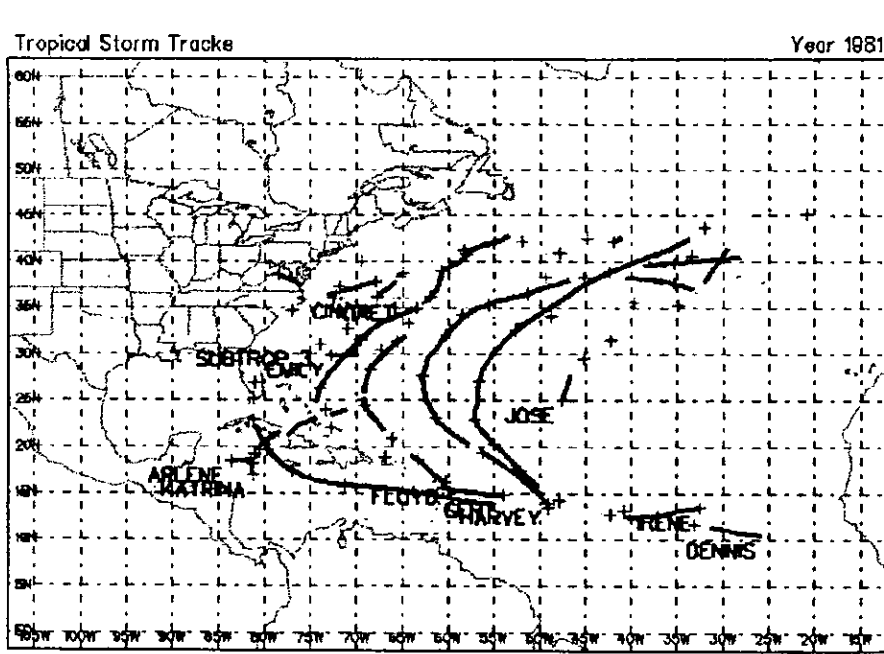 Tropical Storm Tracks Year 1981
60N
55N
50N
45N
40N
35N
30N
SUBTROP 3
EMILY
25N
JOSE
20N
ARLENE
KATRINA
15N
FLOYD
GERT
HARVEY
IRENE
10N
DENNIS
5N
105W 100W 95W 90W 85W 80W 75W 70W 65W 60W 55W 50W 45W 40W 35W 30W 25W 20W 15W